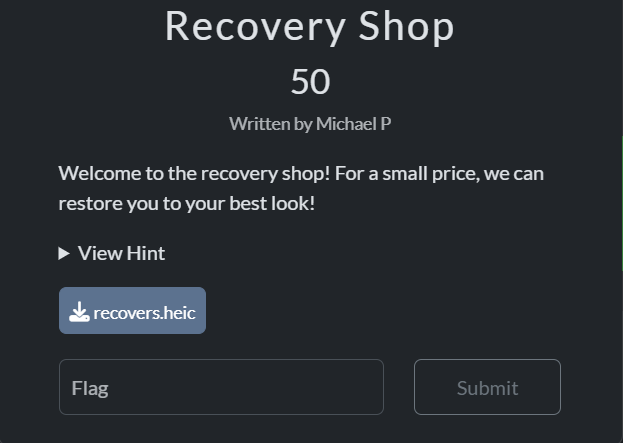 Recovery Shop
50
Written by Michael P
Welcome to the recovery shop! For a small price, we can
restore you to your best look!
View Hint
recovers.heic
Flag
Submit